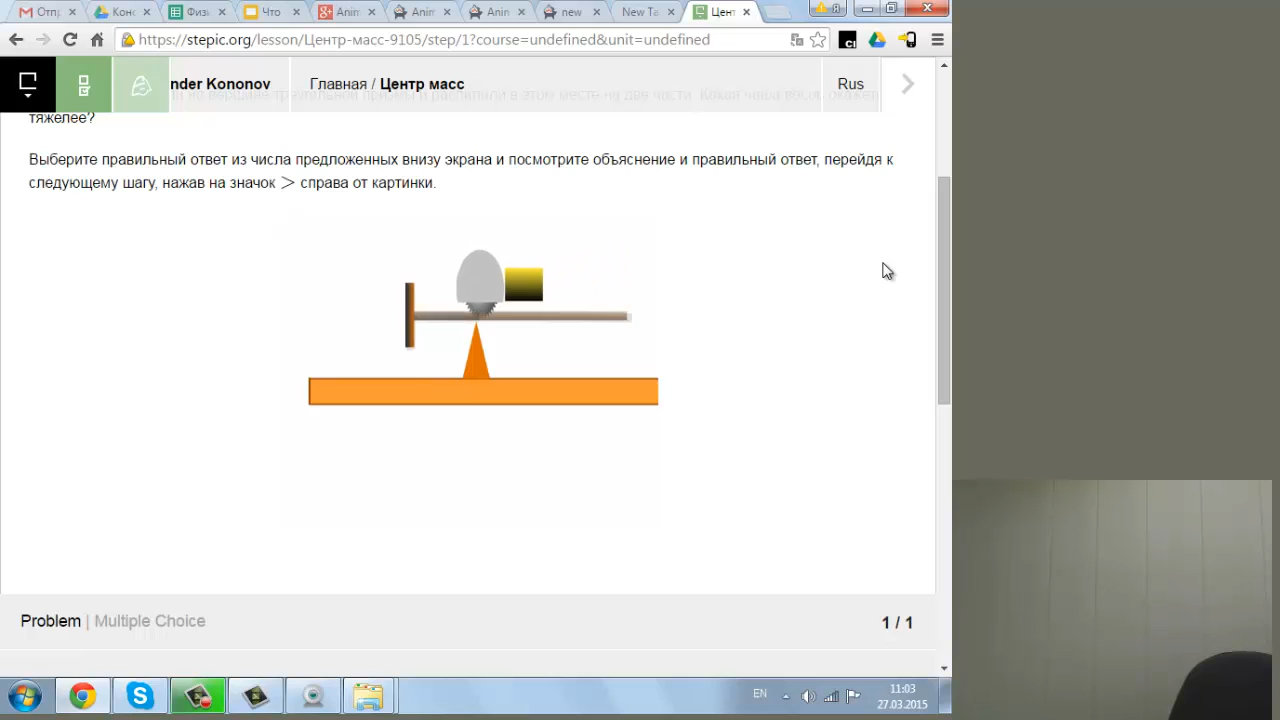 Отпр
Конс
Физи
Что
Anim
Anim
Anim
new
New Ta
Цент
Я
https://stepic.org/lesson/Центр-масс-9105/step/1?course=undefined&unit=undefined
nder Kononov
Главная / Центр масс
Rus
тяжелее?
Выберите правильный ответ из числа предложенных внизу экрана и посмотрите объяснение и правильный ответ, перейдя к
следующему шагу, нажав на значок > справа от картинки.
Problem | Multiple Choice
1 / 1
EN
11:03
27.03.2015